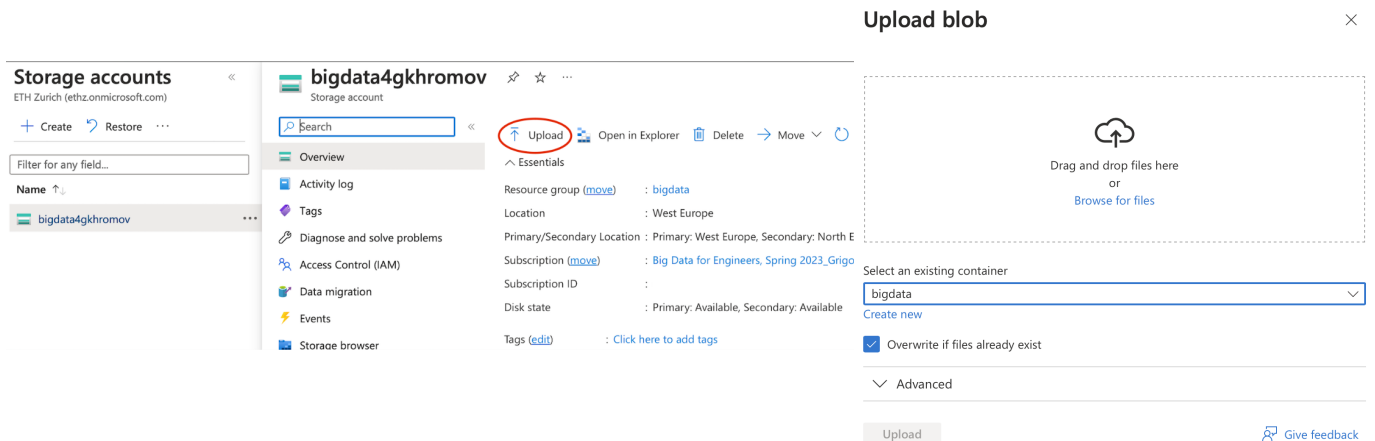 Storage accounts
ETH Zurich (ethz.onmicrosoft.com)
Create Restore
Filter for any field...
Name
bigdata4gkhromov
bigdata4gkhromov
Storage account
Search
Overview
Activity log
Tags
Diagnose and solve problems
Access Control (IAM)
Data migration
Events
Storage browser
Upload Open in Explorer Delete Move
Essentials
Resource group (move) : bigdata
Location : West Europe
Primary/Secondary Location : Primary: West Europe, Secondary: North E
Subscription (move) : Big Data for Engineers, Spring 2023_Grigo
Subscription ID :
Disk state : Primary: Available, Secondary: Available
Tags (edit) : Click here to add tags
Upload blob
Drag and drop files here
or
Browse for files
Select an existing container
bigdata
Create new
Overwrite if files already exist
Advanced
Upload Give feedback